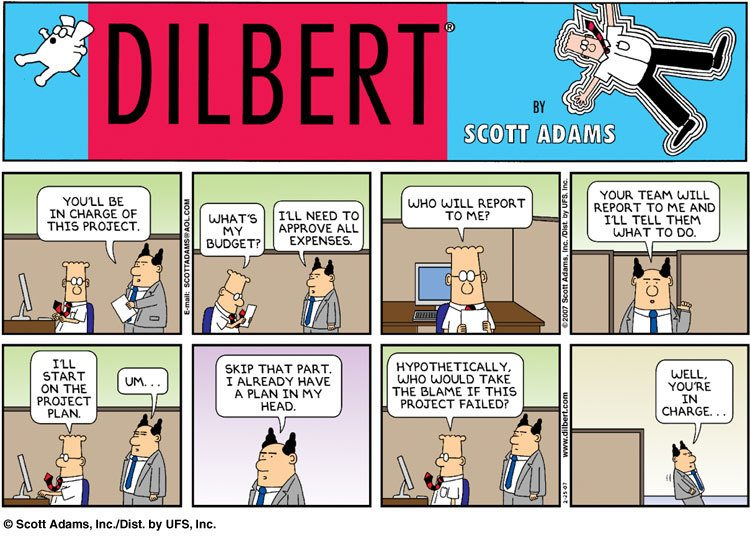 DILBERT®
BY
SCOTT ADAMS
YOU'LL BE
IN CHARGE OF
THIS PROJECT.
E-mail: SCOTTADAMS@AOL.COM
WHAT'S
MY
BUDGET?
I'LL NEED TO
APPROVE ALL
EXPENSES.
WHO WILL REPORT
TO ME?
©2007 Scott Adams, Inc./Dist. by UFS, Inc.
YOUR TEAM WILL
REPORT TO ME AND
I'LL TELL THEM
WHAT TO DO.
I'LL
START
ON THE
PROJECT
PLAN.
UM...
SKIP THAT PART.
I ALREADY HAVE
A PLAN IN MY
HEAD.
HYPOTHETICALLY,
WHO WOULD TAKE
THE BLAME IF THIS
PROJECT FAILED?
www.dilbert.com
2-25-07
WELL,
YOU'RE
IN
CHARGE...
© Scott Adams, Inc./Dist. by UFS, Inc.